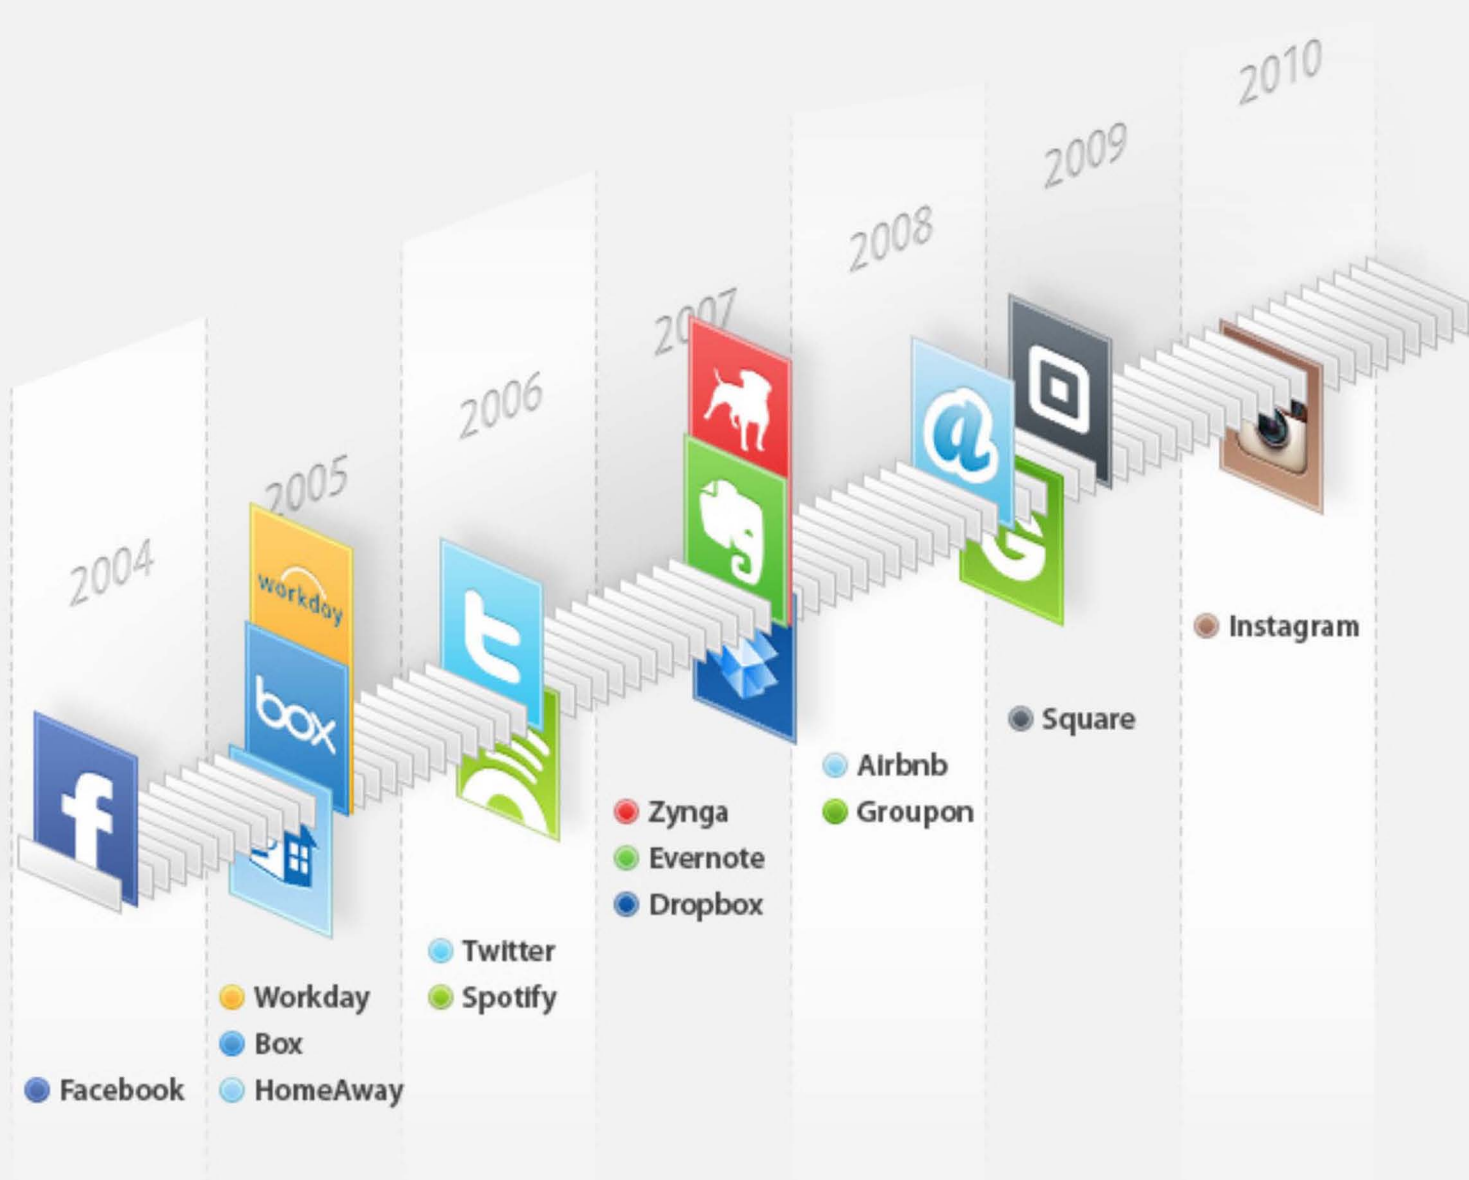 2010
2009
2008
2007
2006
2005
2004
workday
box
Instagram
Square
Airbnb
Groupon
Zynga
Evernote
Dropbox
Twitter
Spotify
Workday
Box
HomeAway
Facebook